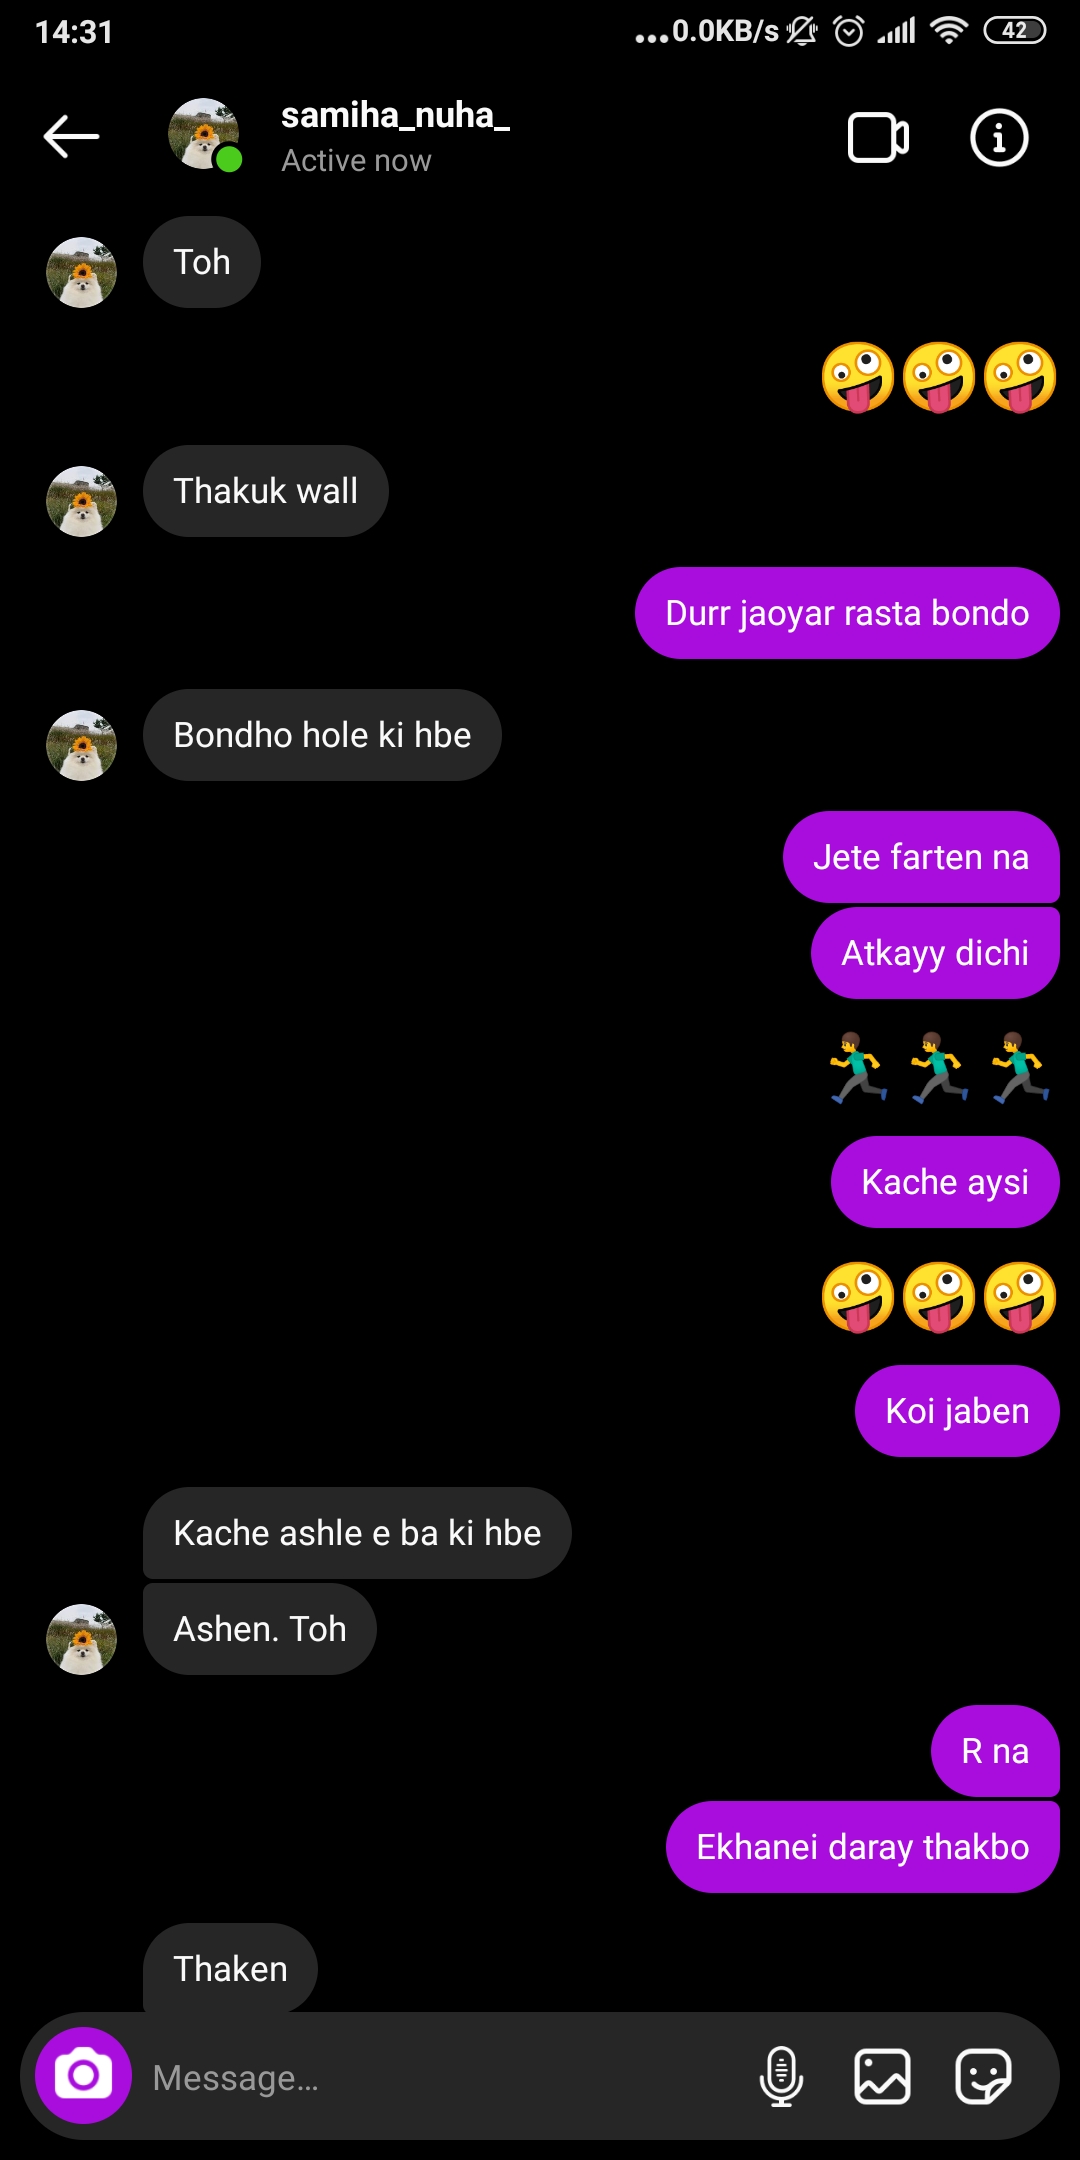 14:31
...0.0KB/s
42
samiha_nuha_
Active now
Toh
🤪🤪🤪
Thakuk wall
Durr jaoyar rasta bondo
Bondho hole ki hbe
Jete farten na
Atkayy dichi
🏃‍♂️🏃‍♂️🏃‍♂️
Kache aysi
🤪🤪🤪
Koi jaben
Kache ashle e ba ki hbe
Ashen. Toh
R na
Ekhanei daray thakbo
Thaken
Message...